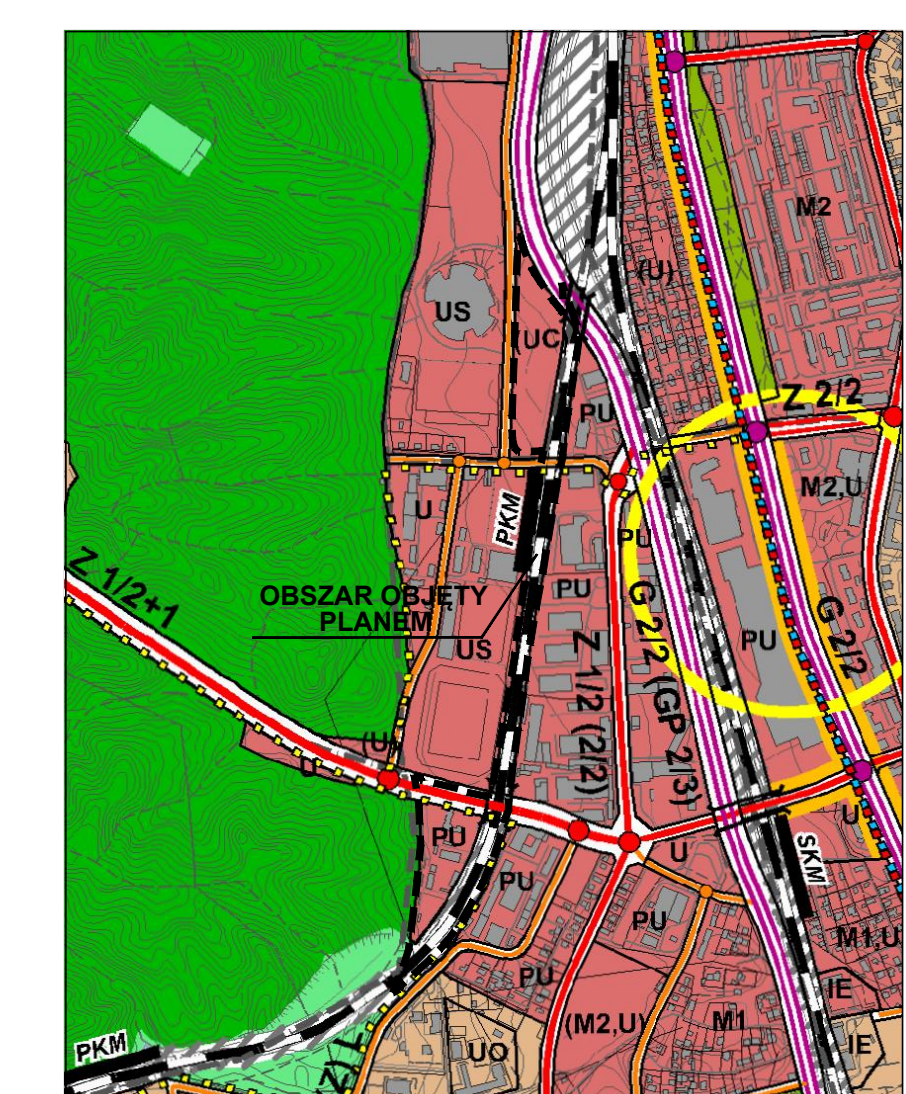 M2
(U)
US
(UC
PU
Z 2/2
M2,U
U
PKM
PU
Z 1/2+1
OBSZAR OBJĘTY
PLANEM
PU
G 2/2
PU
US
Z 1/2 (2/2)
G 2/2 (GP 2/3)
(U
U
PU
U
U
SKM
PU
PU
M1,U
PU
IE
(M2,U)
M1
PKM
UO
IE